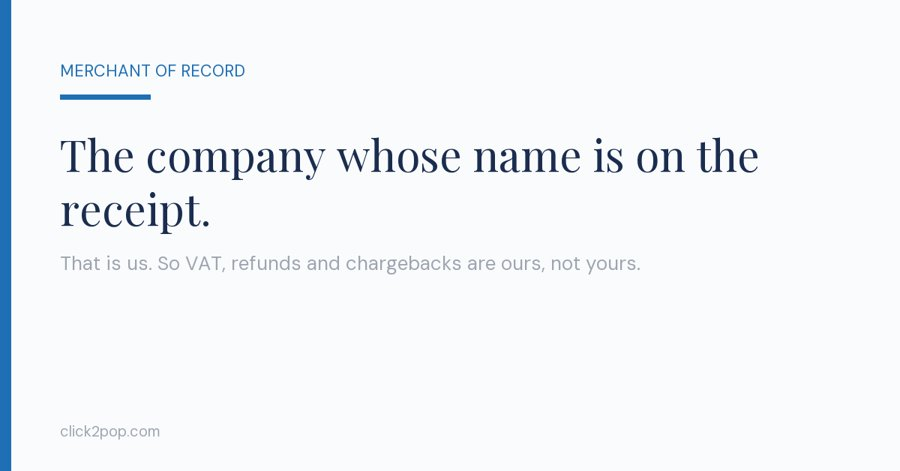 MERCHANT OF RECORD
The company whose name is on the
receipt.
That is us. So VAT, refunds and chargebacks are ours, not yours.
click2pop.com